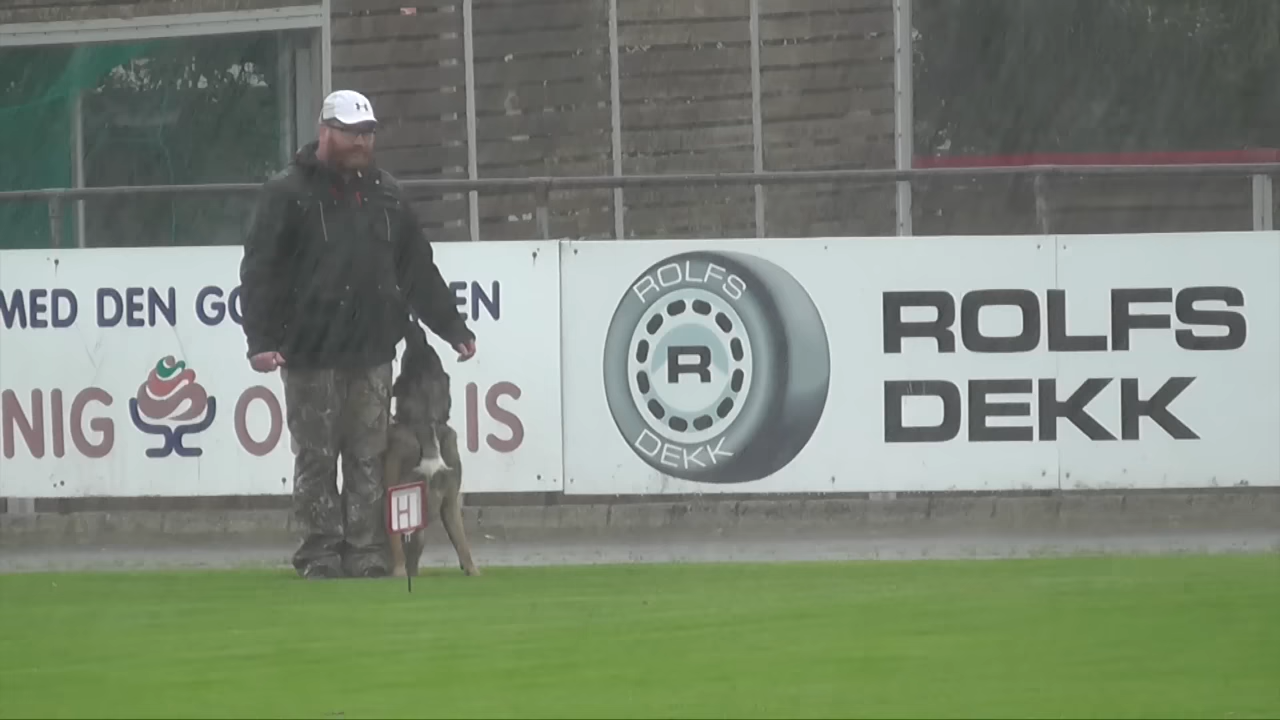 MED DEN GO
EN
NIG O
IS
ROLFS
R
DEKK
ROLFS
DEKK
H